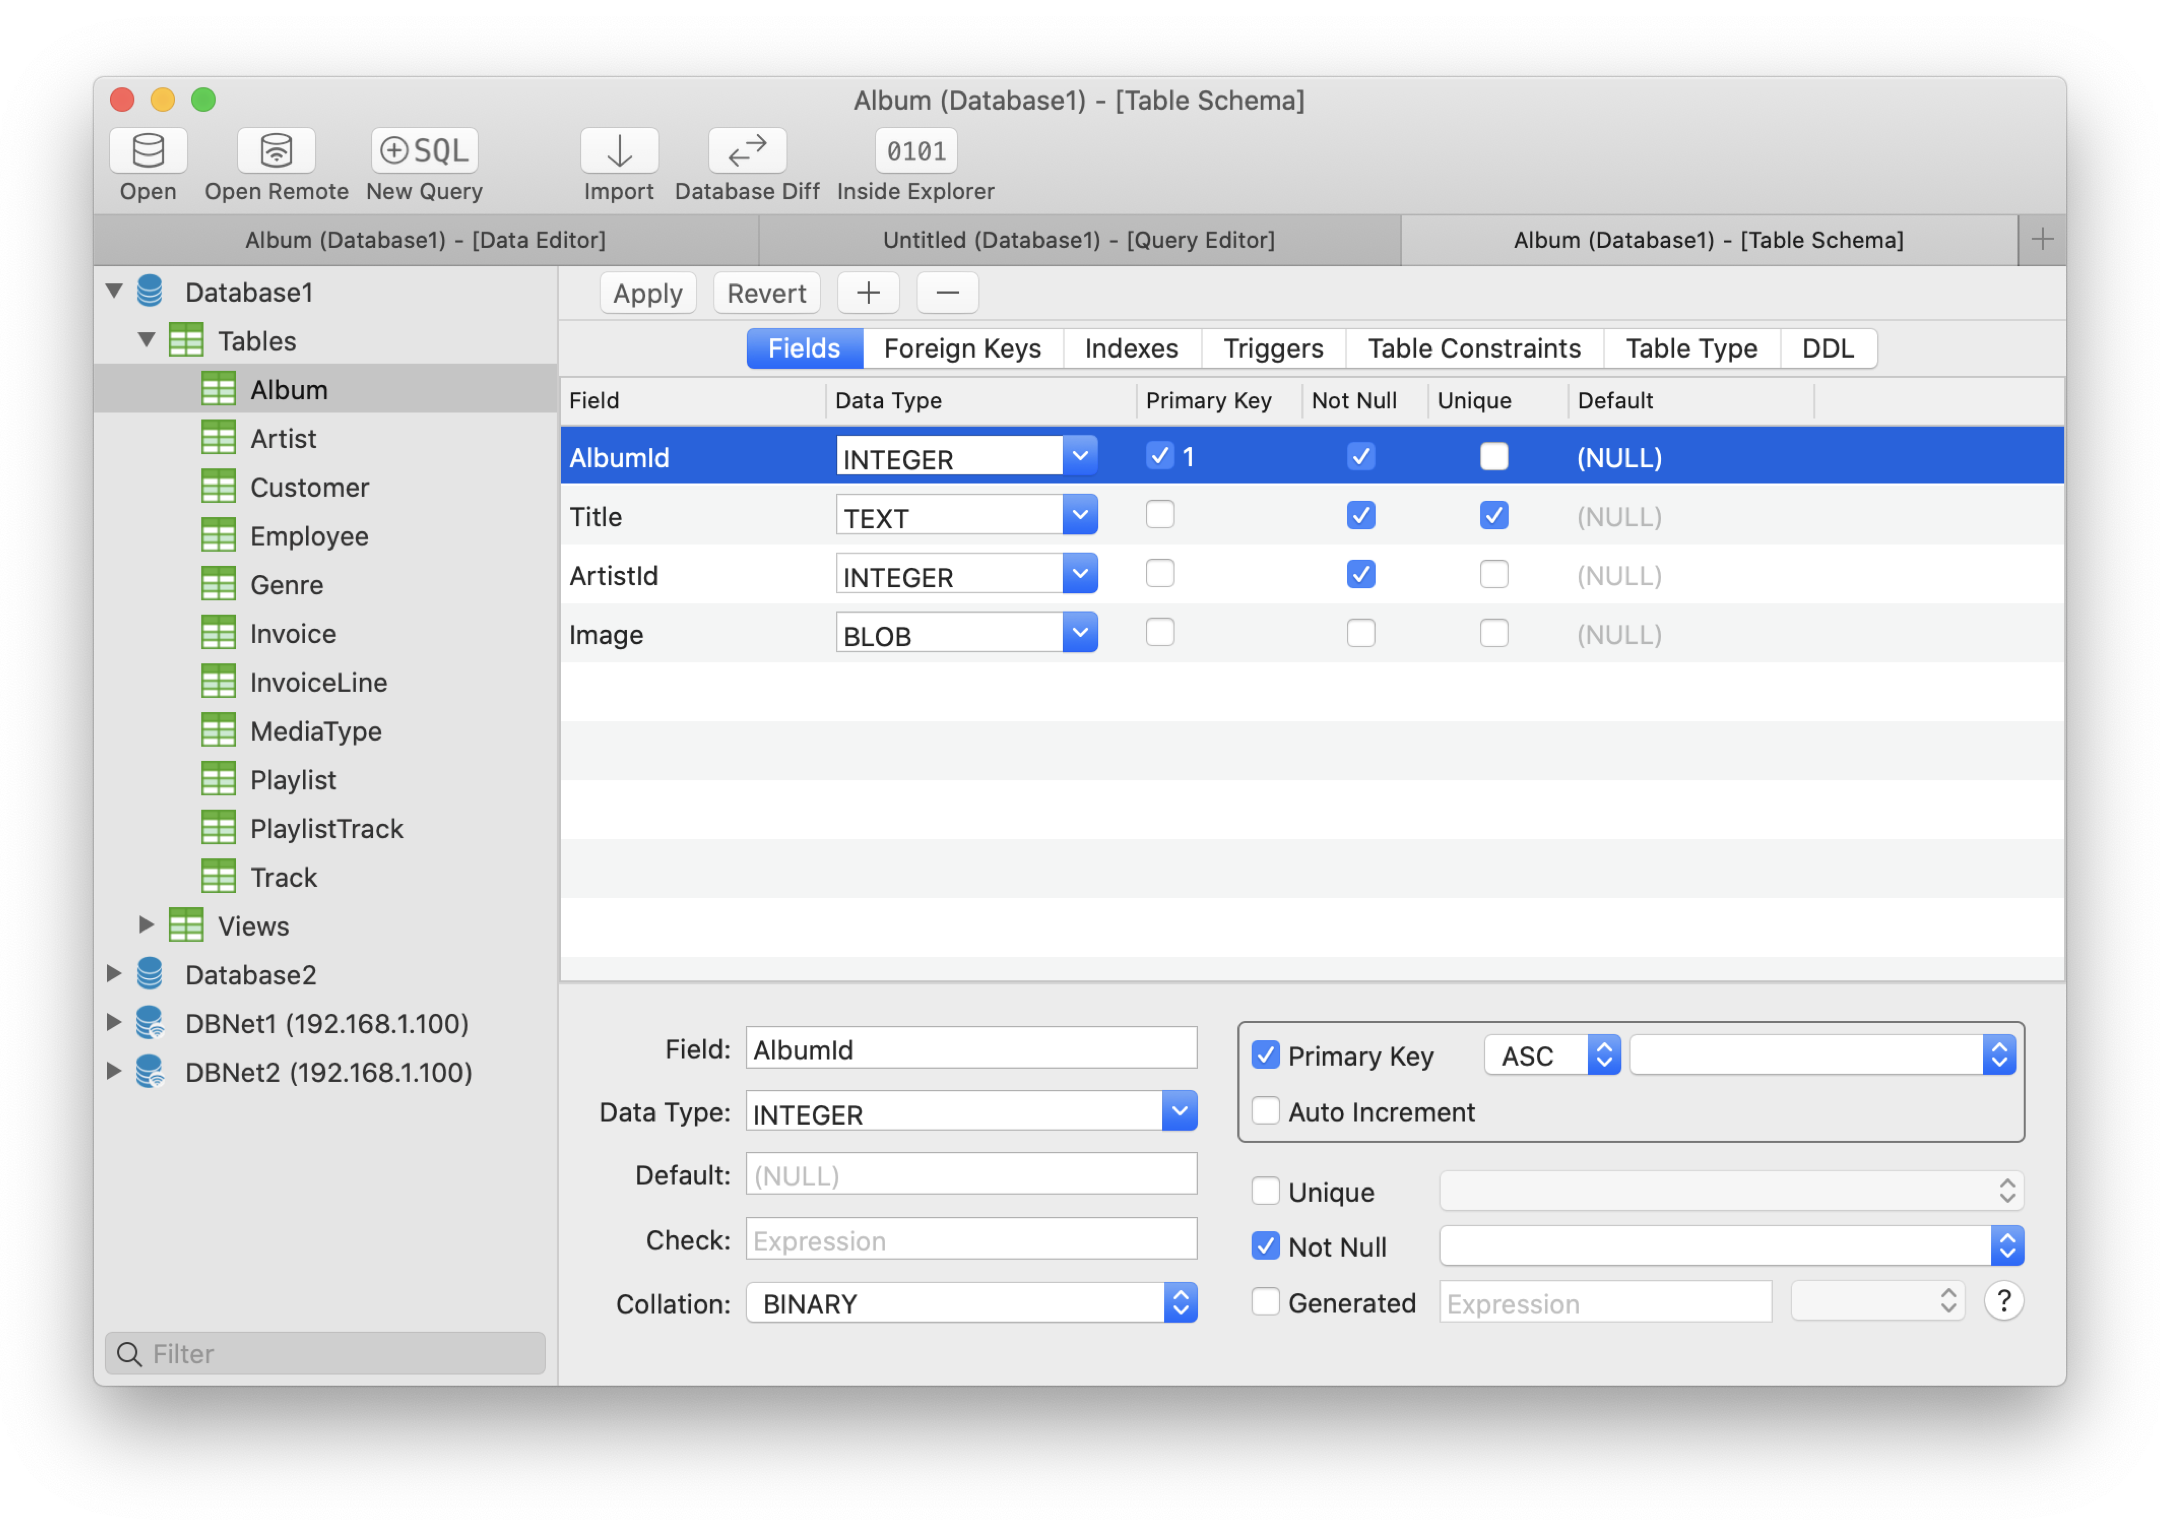 Album (Database1) - [Table Schema]
SQL
0101
Open
Open Remote
New Query
Import
Database Diff
Inside Explorer
Album (Database1) - [Data Editor]
Untitled (Database1) - [Query Editor]
Album (Database1) - [Table Schema]
Database1
Tables
Album
Artist
Customer
Employee
Genre
Invoice
InvoiceLine
MediaType
Playlist
PlaylistTrack
Track
Views
Database2
DBNet1 (192.168.1.100)
DBNet2 (192.168.1.100)
Filter
Apply
Revert
Fields
Foreign Keys
Indexes
Triggers
Table Constraints
Table Type
DDL
Field Data Type Primary Key Not Null Unique Default
AlbumId INTEGER 1 (NULL)
Title TEXT (NULL)
ArtistId INTEGER (NULL)
Image BLOB (NULL)
Field: AlbumId
Data Type: INTEGER
Default: (NULL)
Check: Expression
Collation: BINARY
Primary Key ASC
Auto Increment
Unique
Not Null
Generated Expression ?